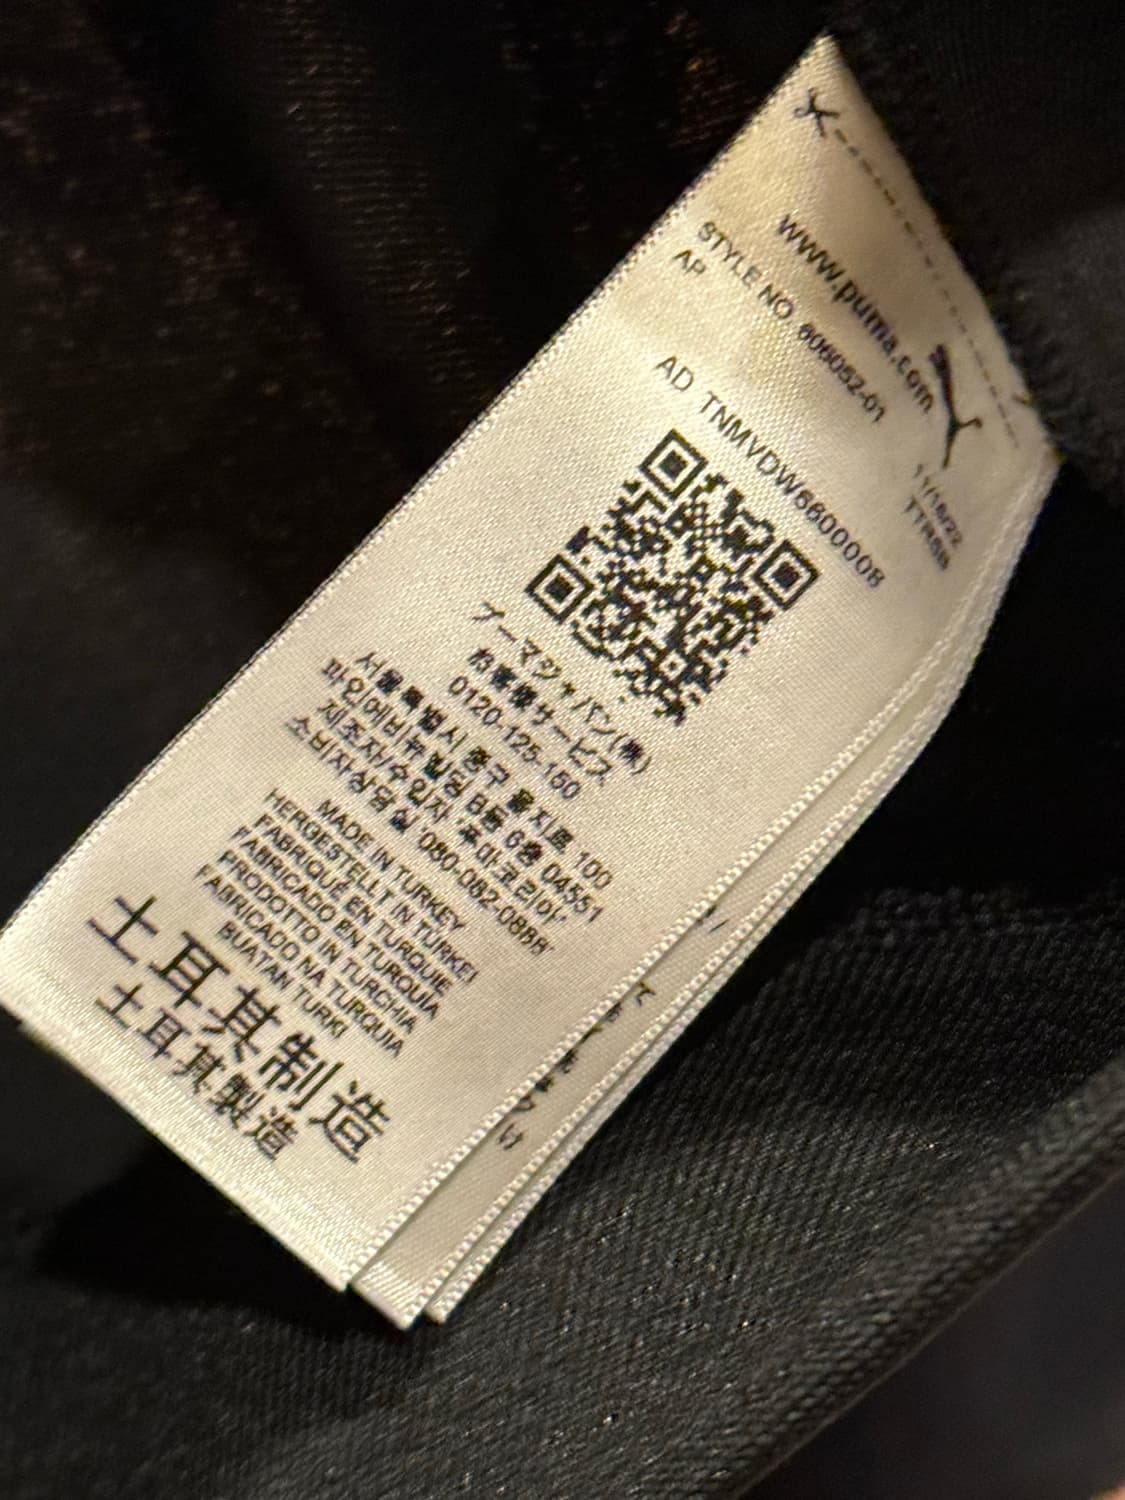 www.puma.com
STYLE NO. 606052-01
AP
11/18/22
TTRSB
AD TNMVDW6600008
プーマジャパン(株)
お客様サービス
0120-125-150
서울특별시 중구 을지로 100
파인에비뉴빌딩 B동 6층 04551
제조자/수입자 푸마코리아
소비자상담실 '080-082-0888'
MADE IN TURKEY
HERGESTELLT IN TÜRKEI
FABRIQUÉ EN TURQUIE
FABRICADO EN TURQUÍA
PRODOTTO IN TURCHIA
FABRICADO NA TURQUIA
BUATAN TURKI
土耳其制造
土耳其製造